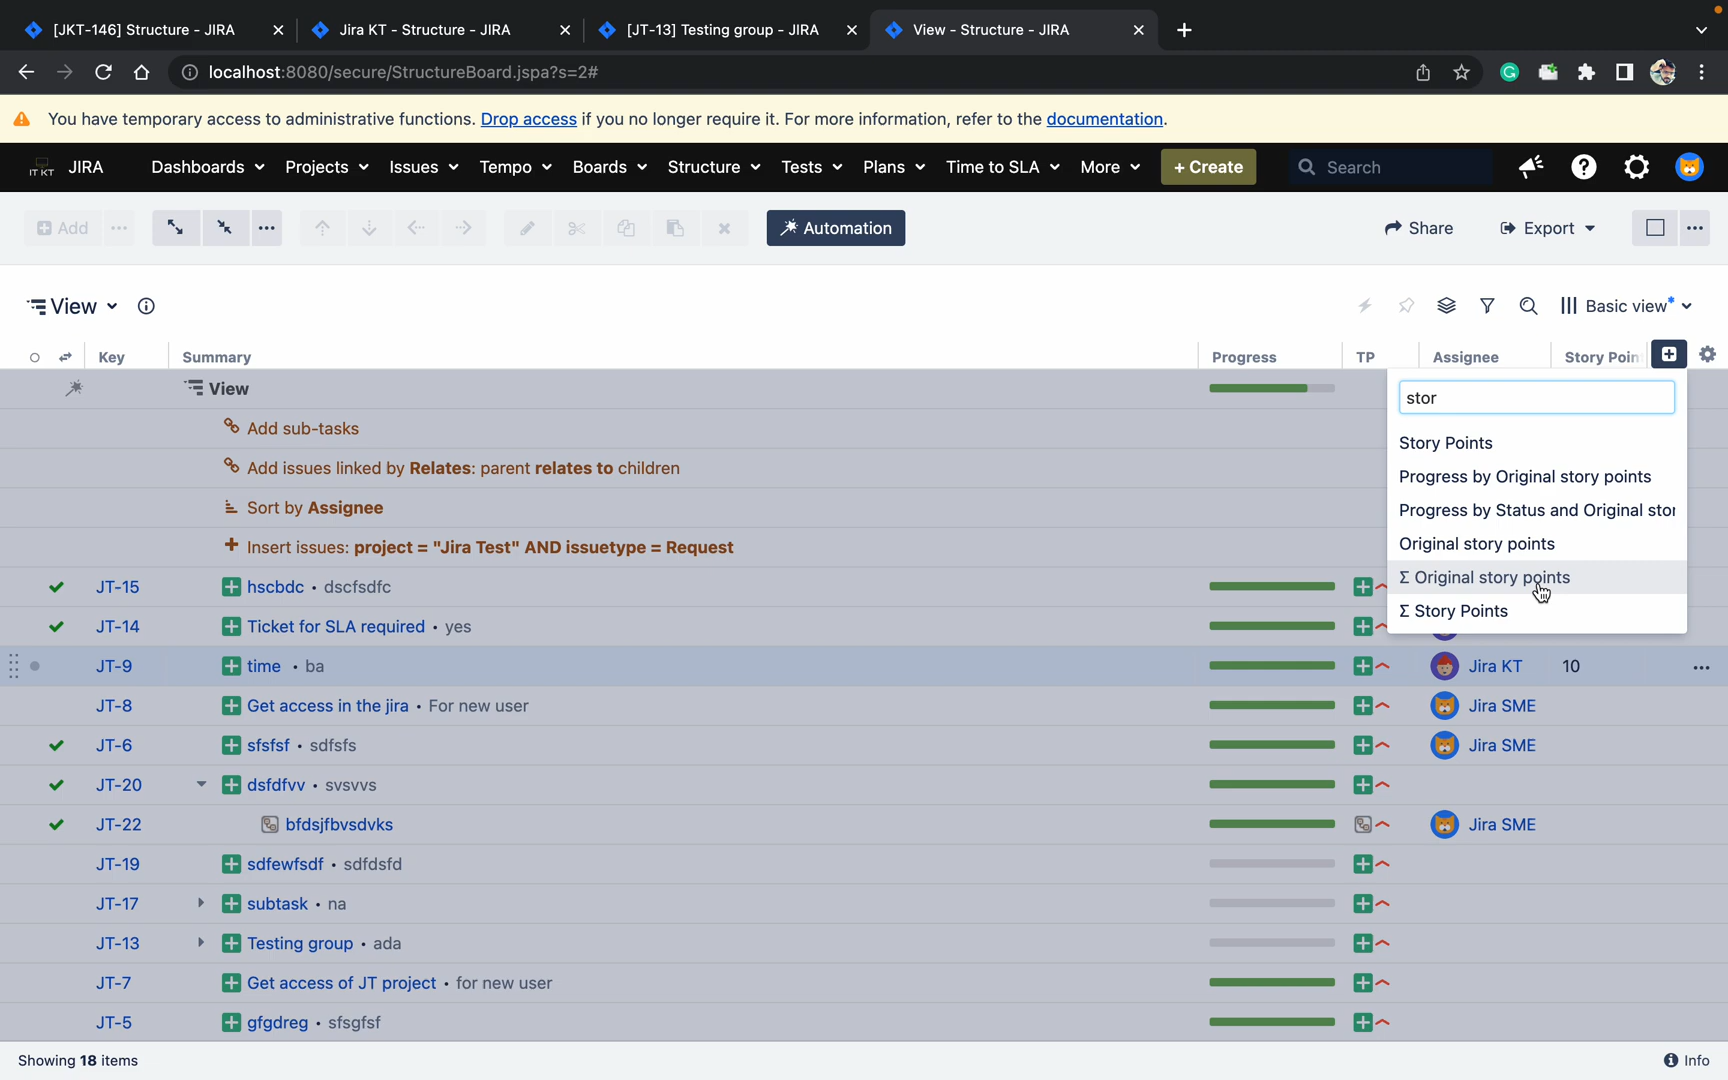 [JKT-146] Structure - JIRA
Jira KT - Structure - JIRA
[JT-13] Testing group - JIRA
View - Structure - JIRA
localhost:8080/secure/StructureBoard.jspa?s=2#
You have temporary access to administrative functions. Drop access if you no longer require it. For more information, refer to the documentation.
IT KT JIRA Dashboards Projects Issues Tempo Boards Structure Tests Plans Time to SLA More + Create Search
Add Automation Share Export
View Basic view*
Key Summary Progress TP Assignee Story Poin
View
stor
Add sub-tasks
Story Points
Add issues linked by Relates: parent relates to children
Progress by Original story points
Sort by Assignee
Progress by Status and Original stor
Insert issues: project = "Jira Test" AND issuetype = Request
Original story points
JT-15 hscbdc • dscfsdfc
Σ Original story points
JT-14 Ticket for SLA required • yes
Σ Story Points
JT-9 time • ba Jira KT 10
JT-8 Get access in the jira • For new user Jira SME
JT-6 sfsfsf • sdfsfs Jira SME
JT-20 dsfdfvv • svsvvs
JT-22 bfdsjfbvsdvks Jira SME
JT-19 sdfewfsdf • sdfdsfd
JT-17 subtask • na
JT-13 Testing group • ada
JT-7 Get access of JT project • for new user
JT-5 gfgdreg • sfsgfsf
Showing 18 items Info